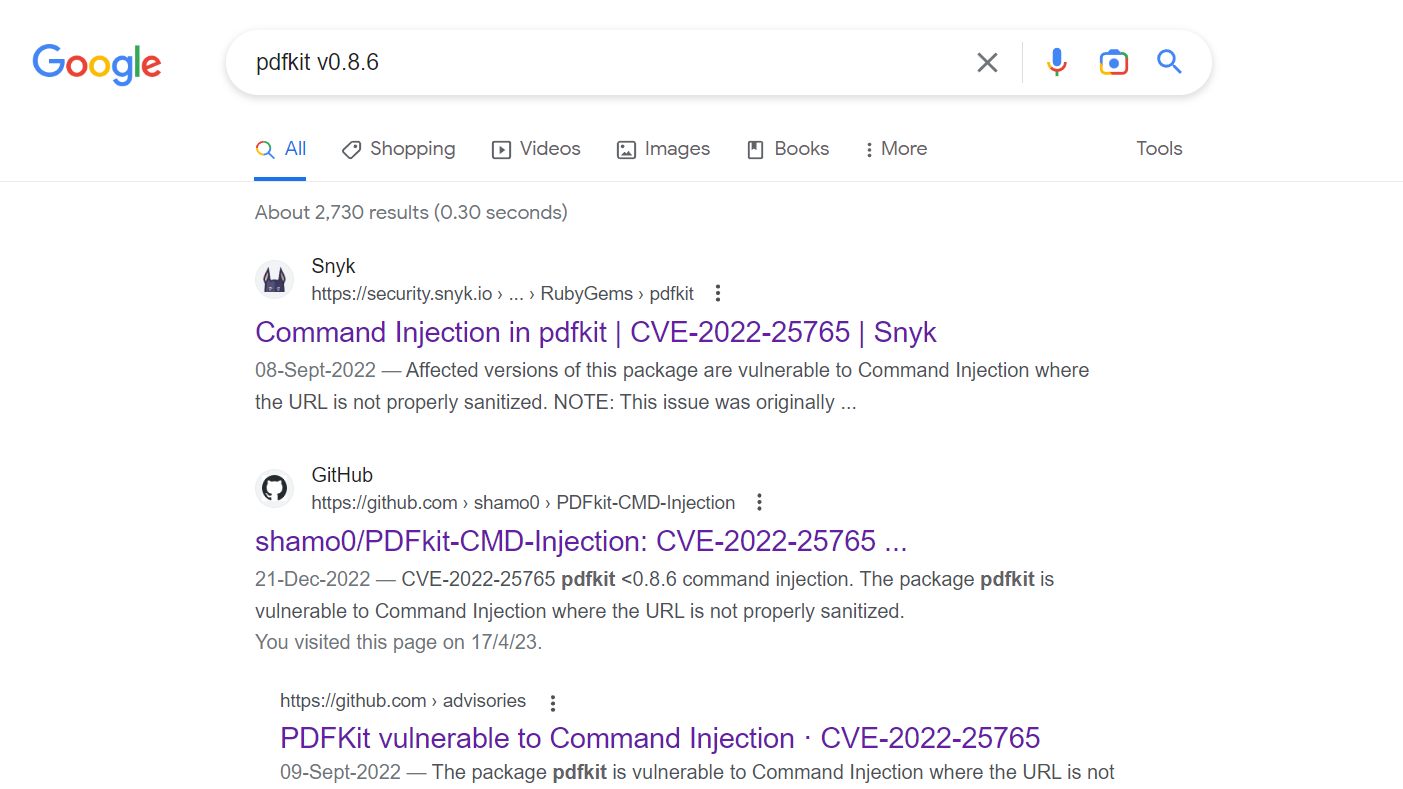 Google
pdfkit v0.8.6
All Shopping Videos Images Books More Tools
About 2,730 results (0.30 seconds)
Snyk
https://security.snyk.io › ... › RubyGems › pdfkit
Command Injection in pdfkit | CVE-2022-25765 | Snyk
08-Sept-2022 — Affected versions of this package are vulnerable to Command Injection where
the URL is not properly sanitized. NOTE: This issue was originally ...
GitHub
https://github.com › shamo0 › PDFkit-CMD-Injection
shamo0/PDFkit-CMD-Injection: CVE-2022-25765 ...
21-Dec-2022 — CVE-2022-25765 pdfkit <0.8.6 command injection. The package pdfkit is
vulnerable to Command Injection where the URL is not properly sanitized.
You visited this page on 17/4/23.
https://github.com › advisories
PDFKit vulnerable to Command Injection · CVE-2022-25765
09-Sept-2022 — The package pdfkit is vulnerable to Command Injection where the URL is not